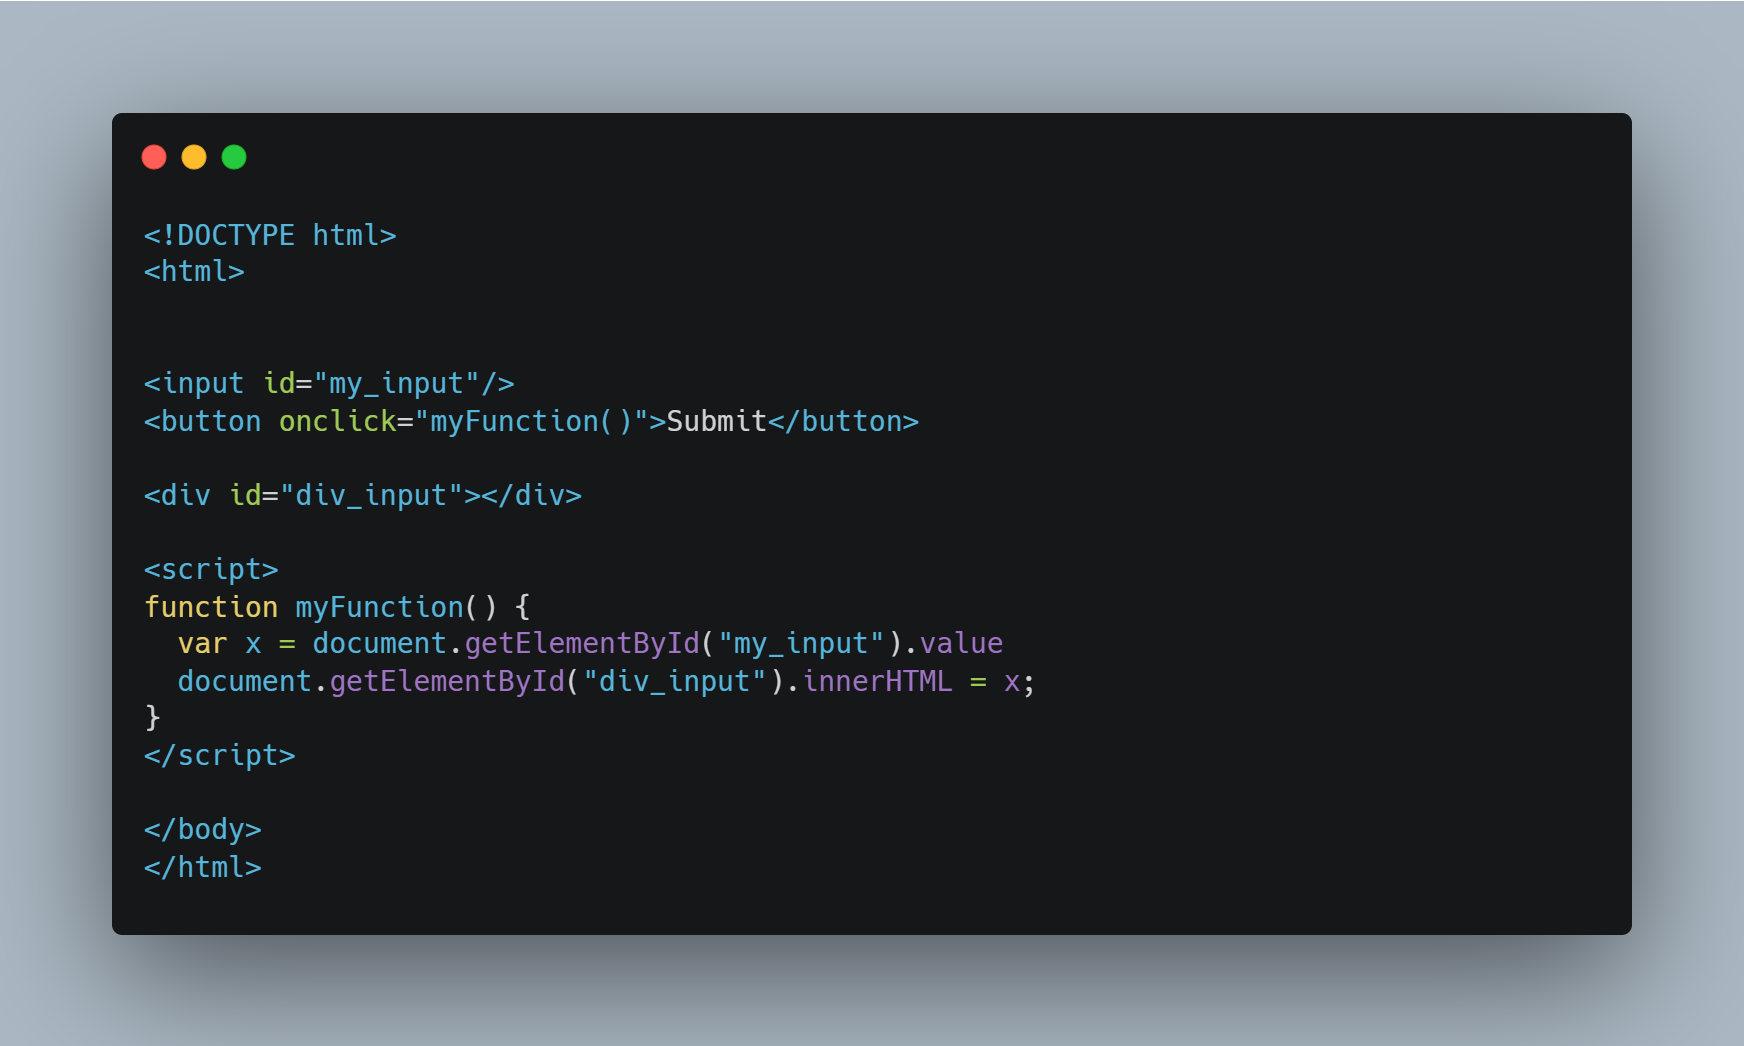 <!DOCTYPE html>
<html>
<input id="my_input"/>
<button onclick="myFunction()">Submit</button>
<div id="div_input"></div>
<script>
function myFunction() {
  var x = document.getElementById("my_input").value
  document.getElementById("div_input").innerHTML = x;
}
</script>
</body>
</html>